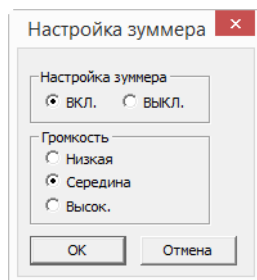 Настройка зуммера
Настройка зуммера
ВКЛ. ВЫКЛ.
Громкость
Низкая
Середина
Высок.
OK Отмена